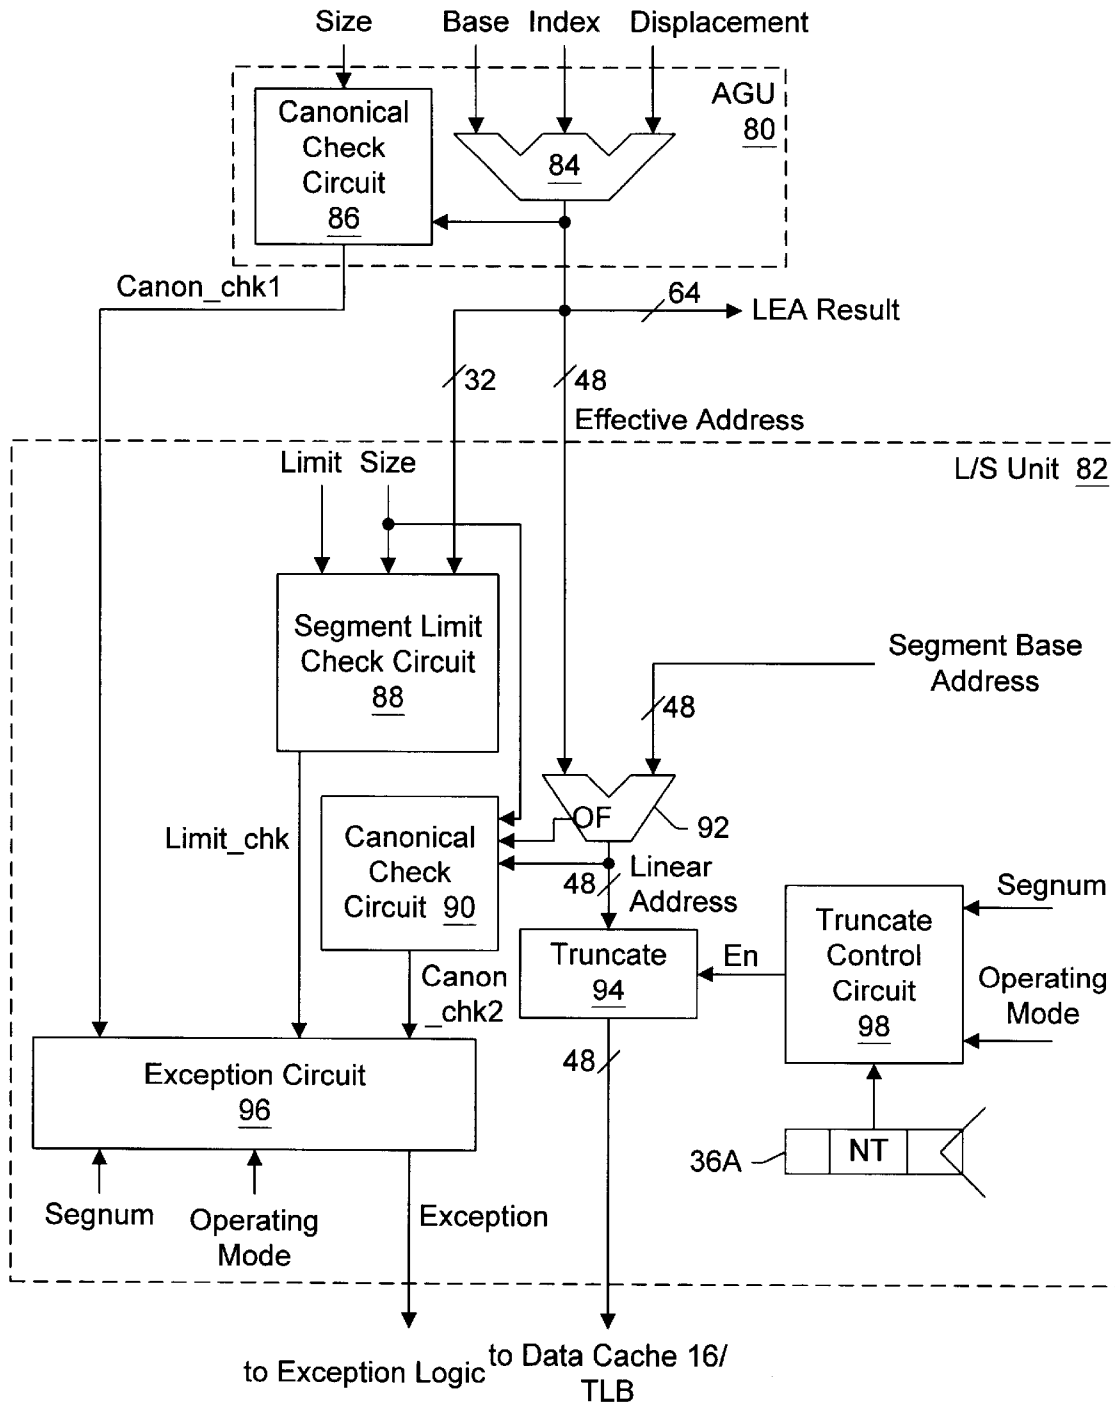 Size
Base
Index
Displacement
AGU
80
Canonical
Check
Circuit
86
84
Canon_chk1
64
LEA Result
32
48
Effective Address
L/S Unit 82
Limit
Size
Segment Limit
Check Circuit
88
Segment Base
Address
48
OF
92
Limit_chk
Canonical
Check
Circuit 90
48
Linear
Address
Segnum
Truncate
Control
Circuit
98
Operating
Mode
En
Truncate
94
Canon
_chk2
48
Exception Circuit
96
36A
NT
Segnum
Operating
Mode
Exception
to Exception Logic
to Data Cache 16/
TLB